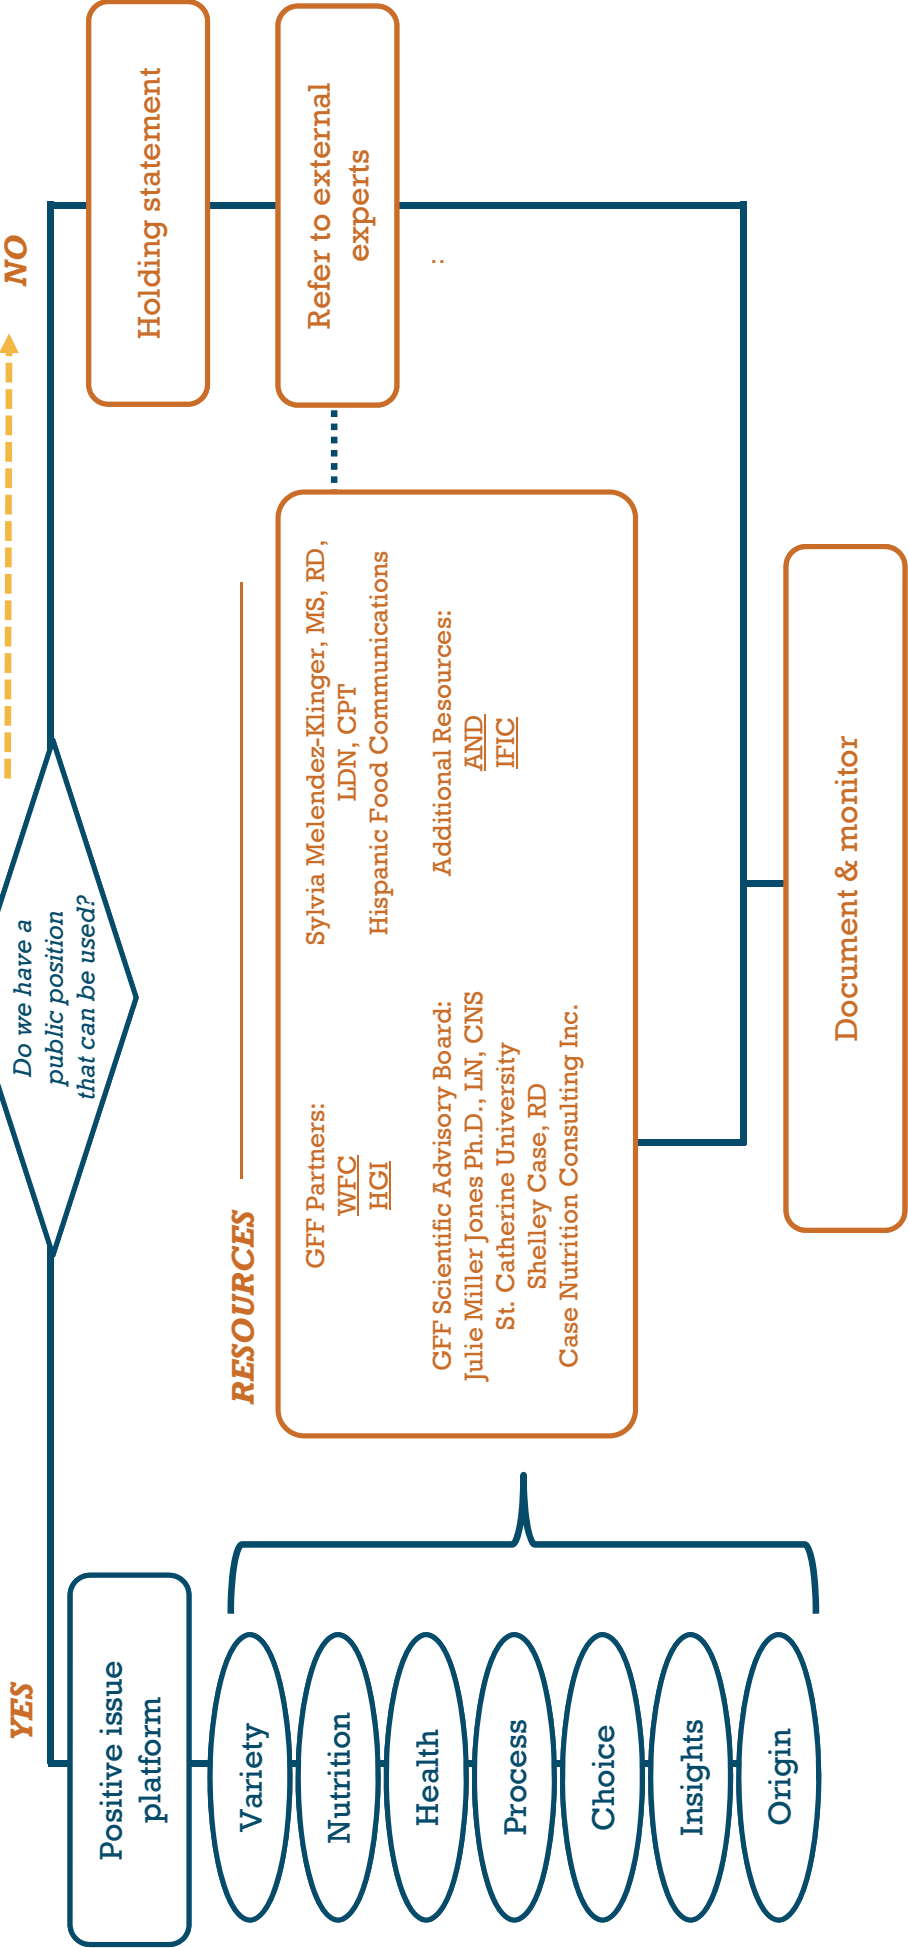 YES
NO
Do we have a
public position
that can be used?
Positive issue
platform
Variety
Nutrition
Health
Process
Choice
Insights
Origin
RESOURCES
GFF Partners:
WFC
HGI
GFF Scientific Advisory Board:
Julie Miller Jones Ph.D., LN, CNS
St. Catherine University
Shelley Case, RD
Case Nutrition Consulting Inc.
Sylvia Melendez-Klinger, MS, RD,
LDN, CPT
Hispanic Food Communications
Additional Resources:
AND
IFIC
Holding statement
Refer to external
experts
:
Document & monitor